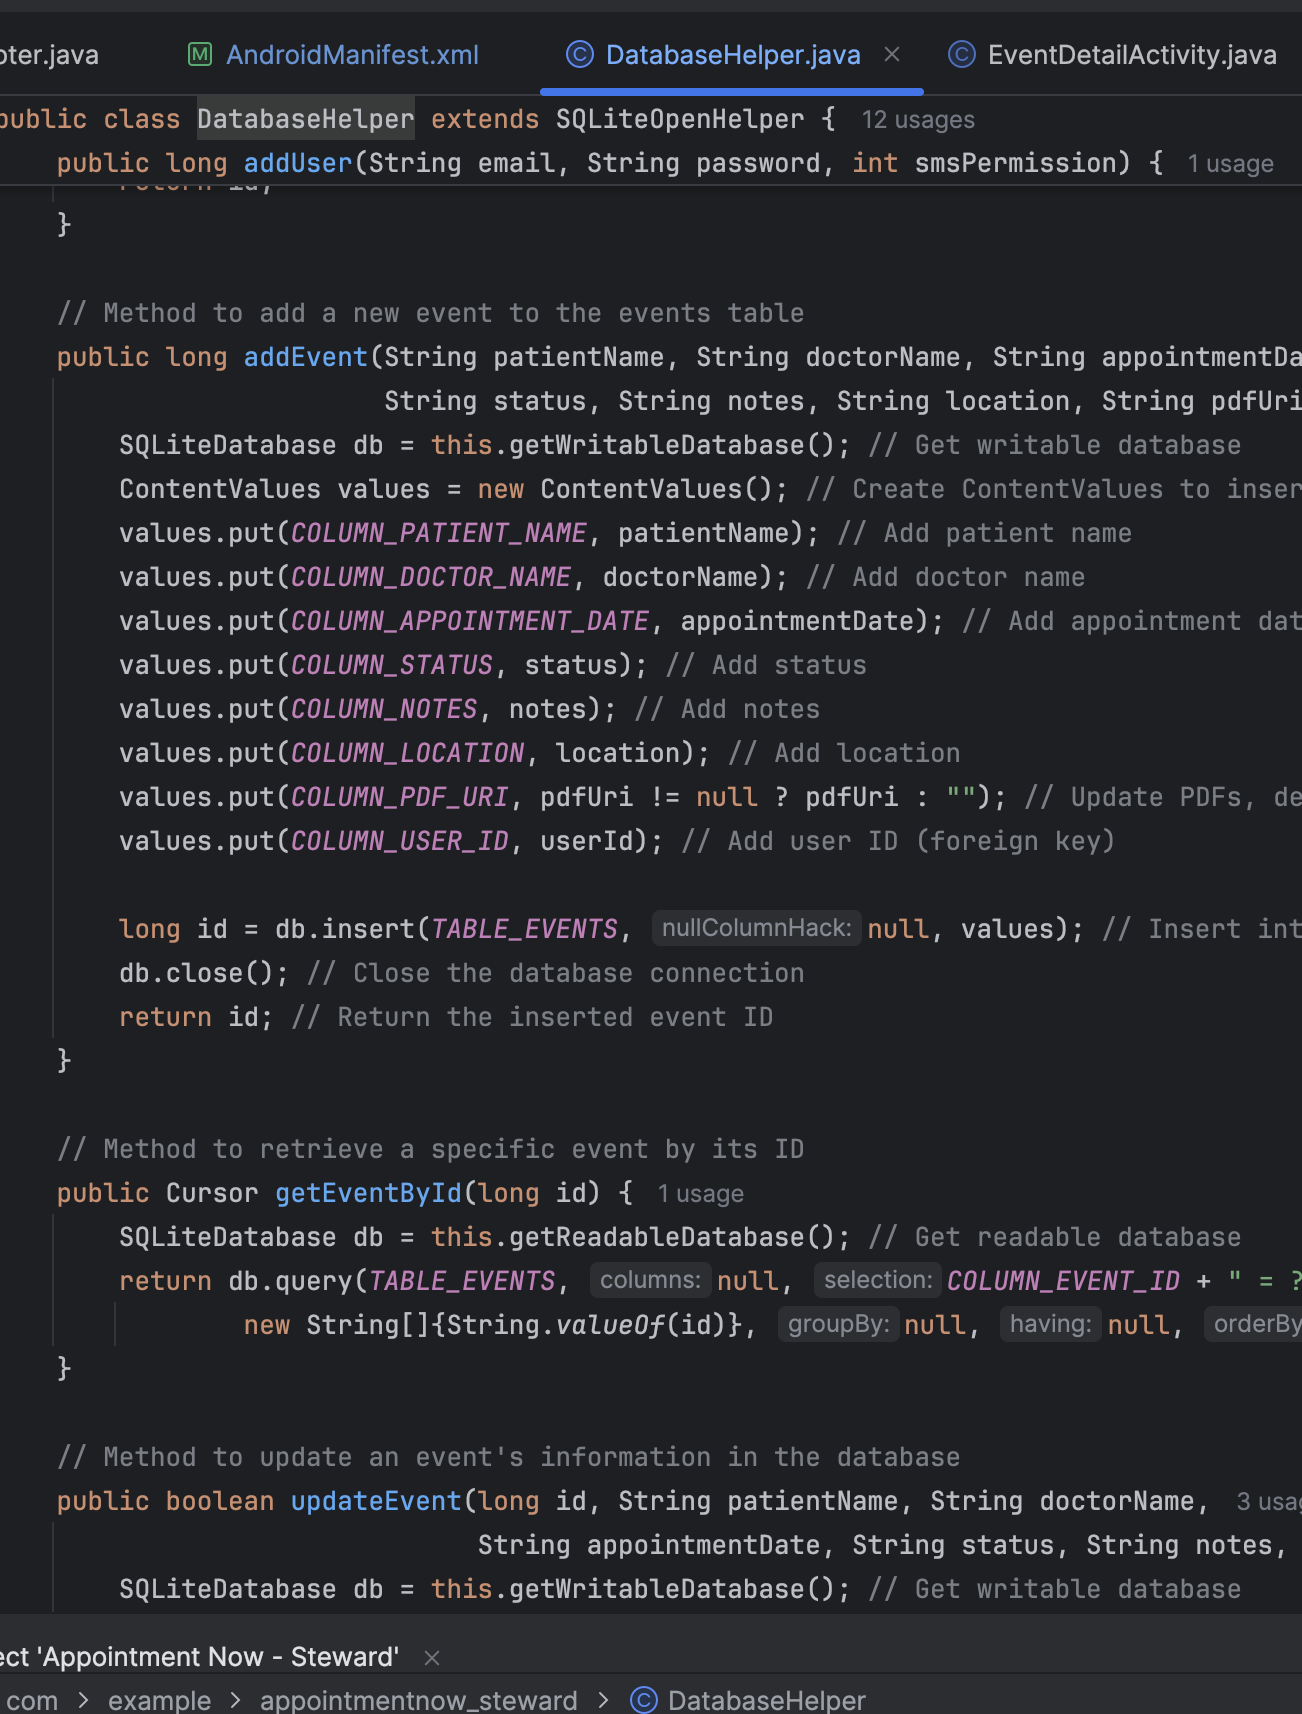 pter.java
AndroidManifest.xml
DatabaseHelper.java
EventDetailActivity.java
public class DatabaseHelper extends SQLiteOpenHelper { 12 usages
public long addUser(String email, String password, int smsPermission) { 1 usage
return id;
}
// Method to add a new event to the events table
public long addEvent(String patientName, String doctorName, String appointmentDa
String status, String notes, String location, String pdfUri
SQLiteDatabase db = this.getWritableDatabase(); // Get writable database
ContentValues values = new ContentValues(); // Create ContentValues to inser
values.put(COLUMN_PATIENT_NAME, patientName); // Add patient name
values.put(COLUMN_DOCTOR_NAME, doctorName); // Add doctor name
values.put(COLUMN_APPOINTMENT_DATE, appointmentDate); // Add appointment dat
values.put(COLUMN_STATUS, status); // Add status
values.put(COLUMN_NOTES, notes); // Add notes
values.put(COLUMN_LOCATION, location); // Add location
values.put(COLUMN_PDF_URI, pdfUri != null ? pdfUri : ""); // Update PDFs, de
values.put(COLUMN_USER_ID, userId); // Add user ID (foreign key)
long id = db.insert(TABLE_EVENTS, nullColumnHack: null, values); // Insert int
db.close(); // Close the database connection
return id; // Return the inserted event ID
}
// Method to retrieve a specific event by its ID
public Cursor getEventById(long id) { 1 usage
SQLiteDatabase db = this.getReadableDatabase(); // Get readable database
return db.query(TABLE_EVENTS, columns: null, selection: COLUMN_EVENT_ID + " = ?
new String[]{String.valueOf(id)}, groupBy: null, having: null, orderBy
}
// Method to update an event's information in the database
public boolean updateEvent(long id, String patientName, String doctorName, 3 usag
String appointmentDate, String status, String notes,
SQLiteDatabase db = this.getWritableDatabase(); // Get writable database
ect 'Appointment Now - Steward'
com > example > appointmentnow_steward > DatabaseHelper